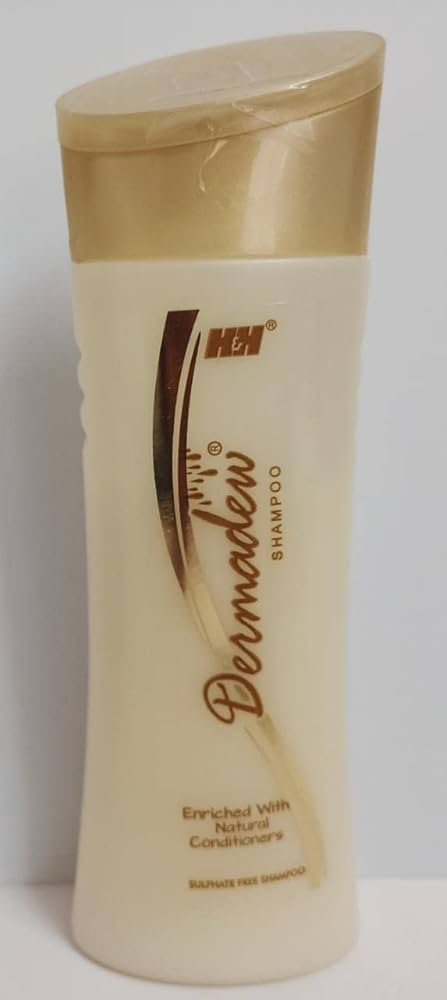 H&H®
Dermadew®
SHAMPOO
Enriched With
Natural
Conditioners
SULPHATE FREE SHAMPOO